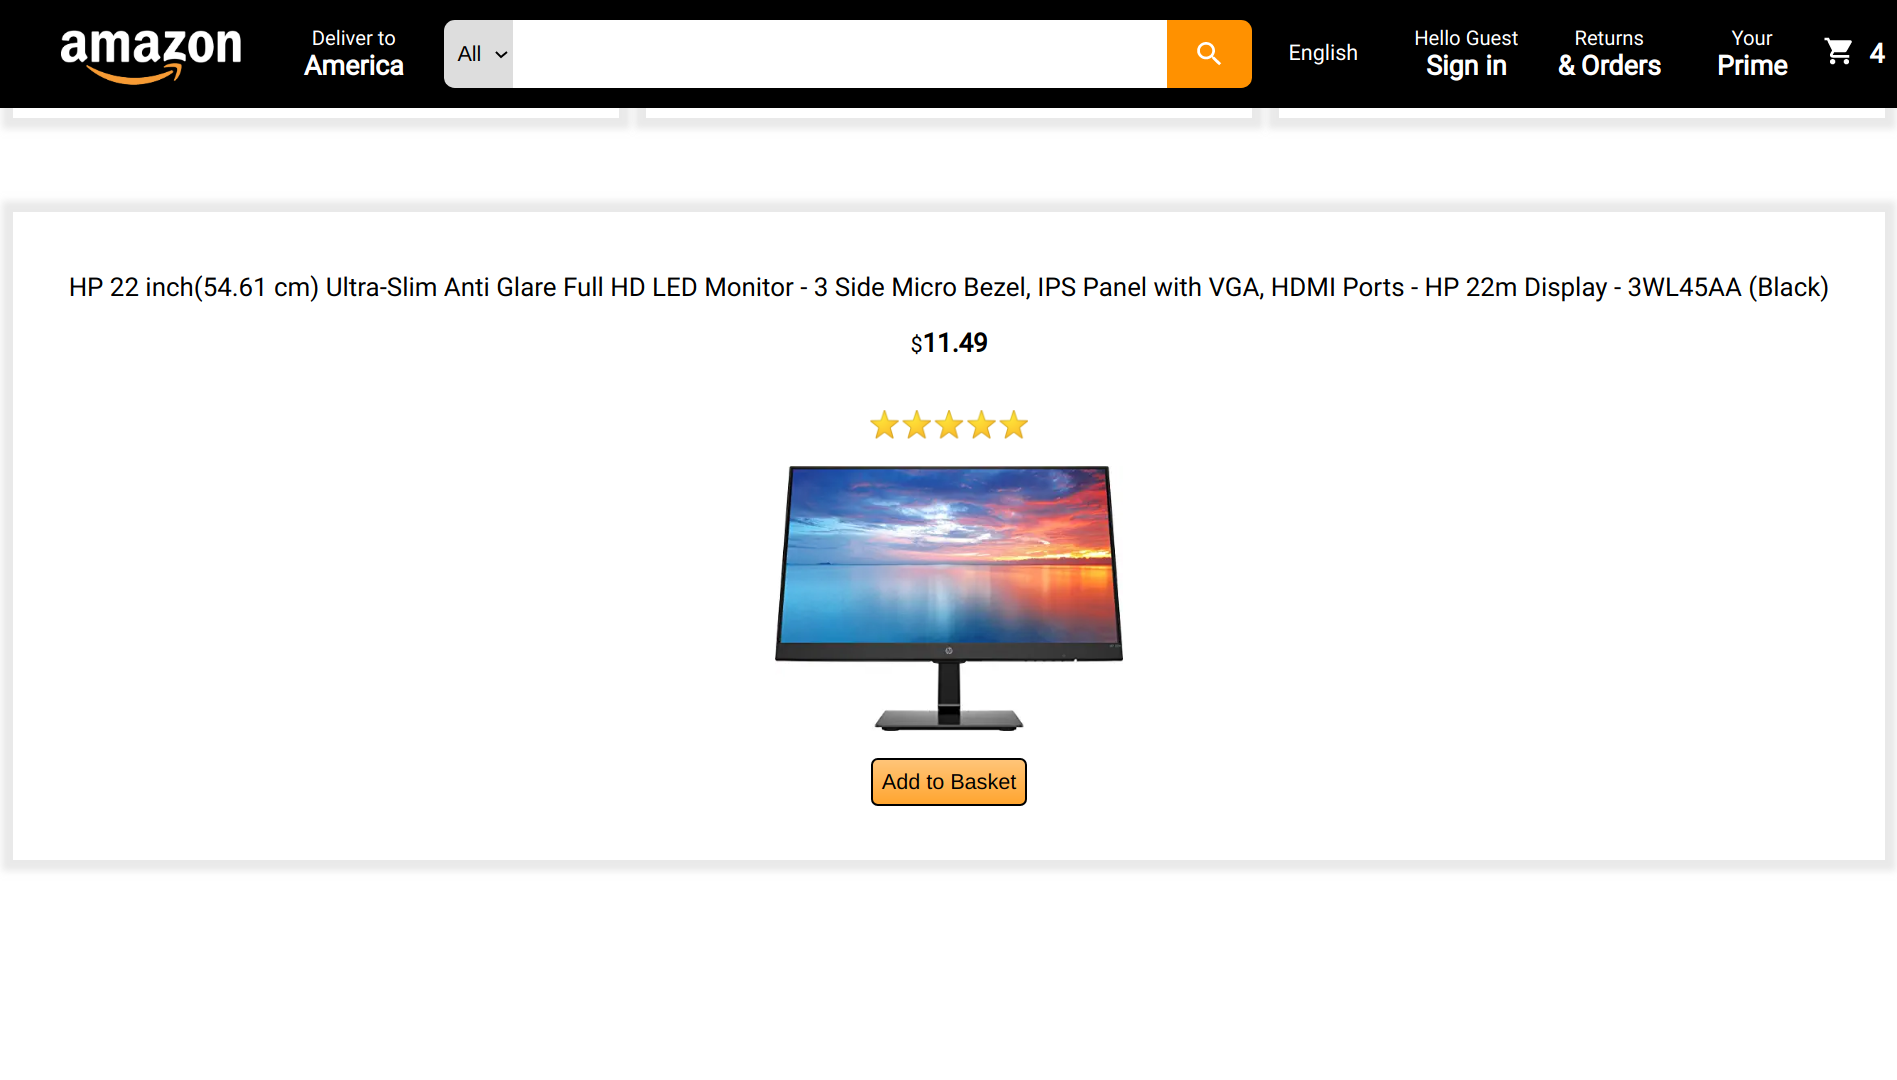 amazon
Deliver to
America
All
English
Hello Guest
Sign in
Returns
& Orders
Your
Prime
4
HP 22 inch(54.61 cm) Ultra-Slim Anti Glare Full HD LED Monitor - 3 Side Micro Bezel, IPS Panel with VGA, HDMI Ports - HP 22m Display - 3WL45AA (Black)
$11.49
hp
Add to Basket